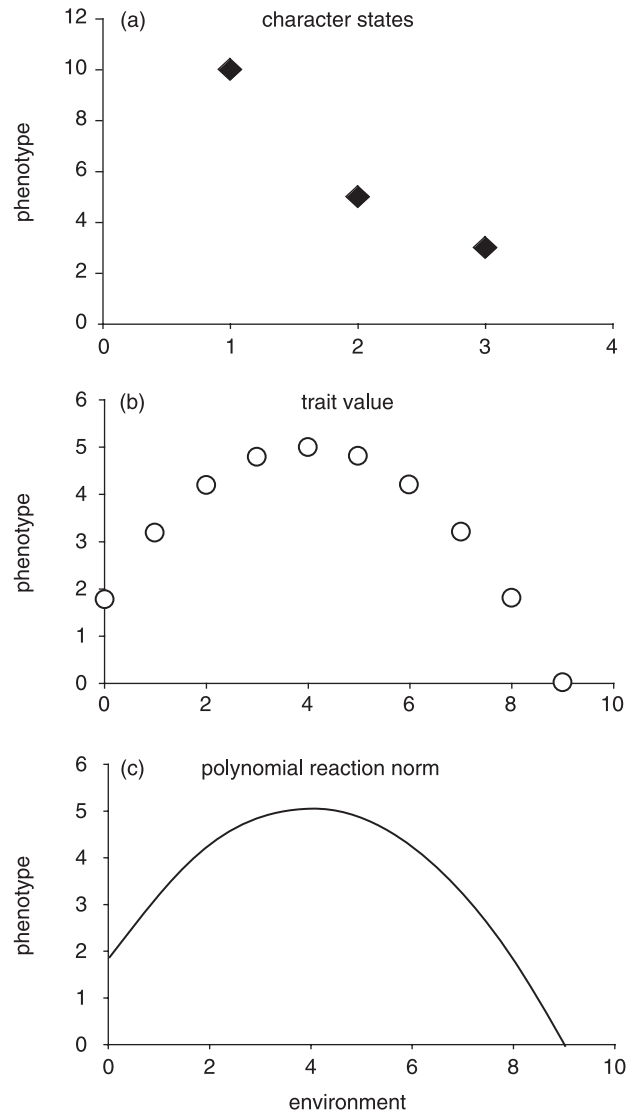 (a) character states
12
10
8
6
4
2
0
phenotype
0 1 2 3 4
(b) trait value
6
5
4
3
2
1
0
phenotype
0 2 4 6 8 10
(c) polynomial reaction norm
6
5
4
3
2
1
0
phenotype
0 2 4 6 8 10
environment